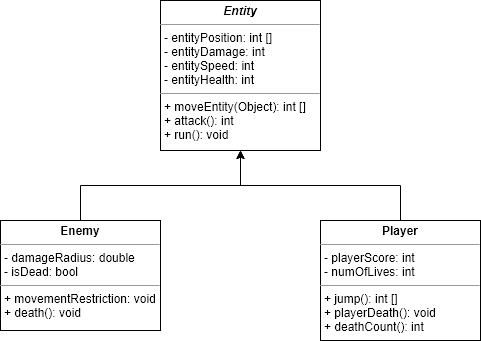 Entity
- entityPosition: int []
- entityDamage: int
- entitySpeed: int
- entityHealth: int
+ moveEntity(Object): int []
+ attack(): int
+ run(): void
Enemy
- damageRadius: double
- isDead: bool
+ movementRestriction: void
+ death(): void
Player
- playerScore: int
- numOfLives: int
+ jump(): int []
+ playerDeath(): void
+ deathCount(): int